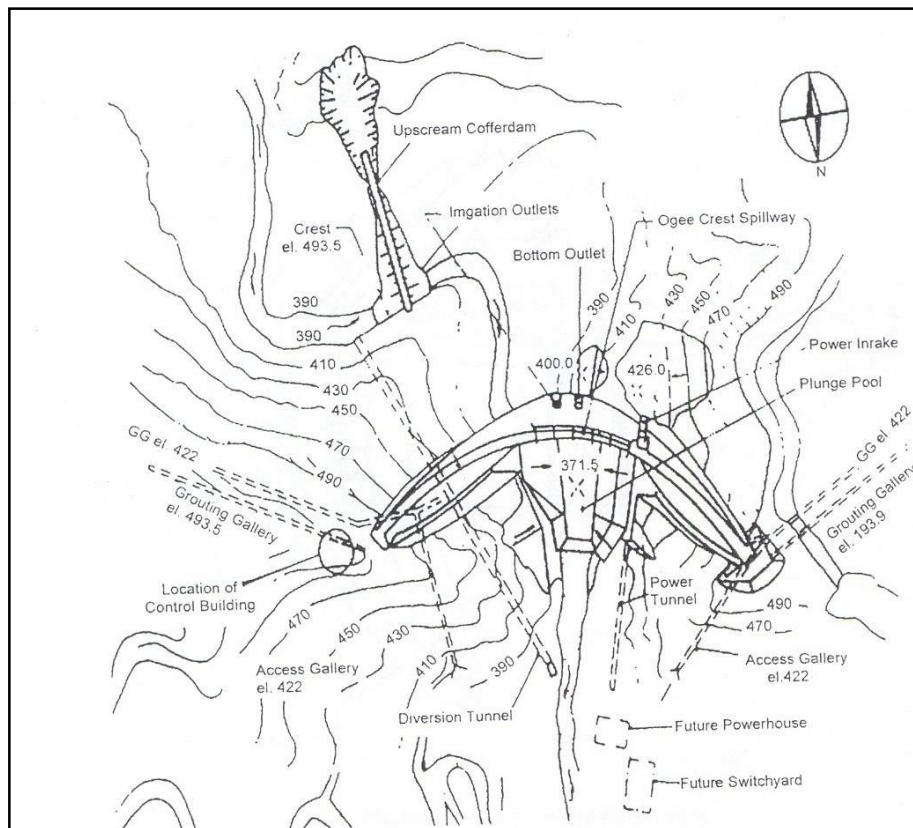 Upscream Cofferdam
N
Imgation Outlets
Ogee Crest Spillway
Crest
el. 493.5
Bottom Outlet
390
390
410
430
450
470
490
390
410
430
450
470
490
400.0
426.0
Power Inrake
Plunge Pool
371.5
GG el. 422
Grouting Gallery
el. 493.5
GG el. 422
Grouting Gallery
el. 193.9
Location of
Control Building
470
450
430
410
390
Power
Tunnel
490
470
Access Gallery
el. 422
Access Gallery
el.422
Diversion Tunnel
Future Powerhouse
Future Switchyard